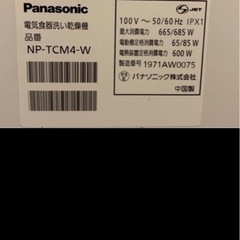 Panasonic
電気食器洗い乾燥機
品番
NP-TCM4-W
JET
100 V ～ 50/60 Hz IPX1
最大消費電力 665/685 W
電動機定格消費電力 65/85 W
電熱装置定格消費電力 600 W
製造番号 1971AW0075
パナソニック株式会社
中国製